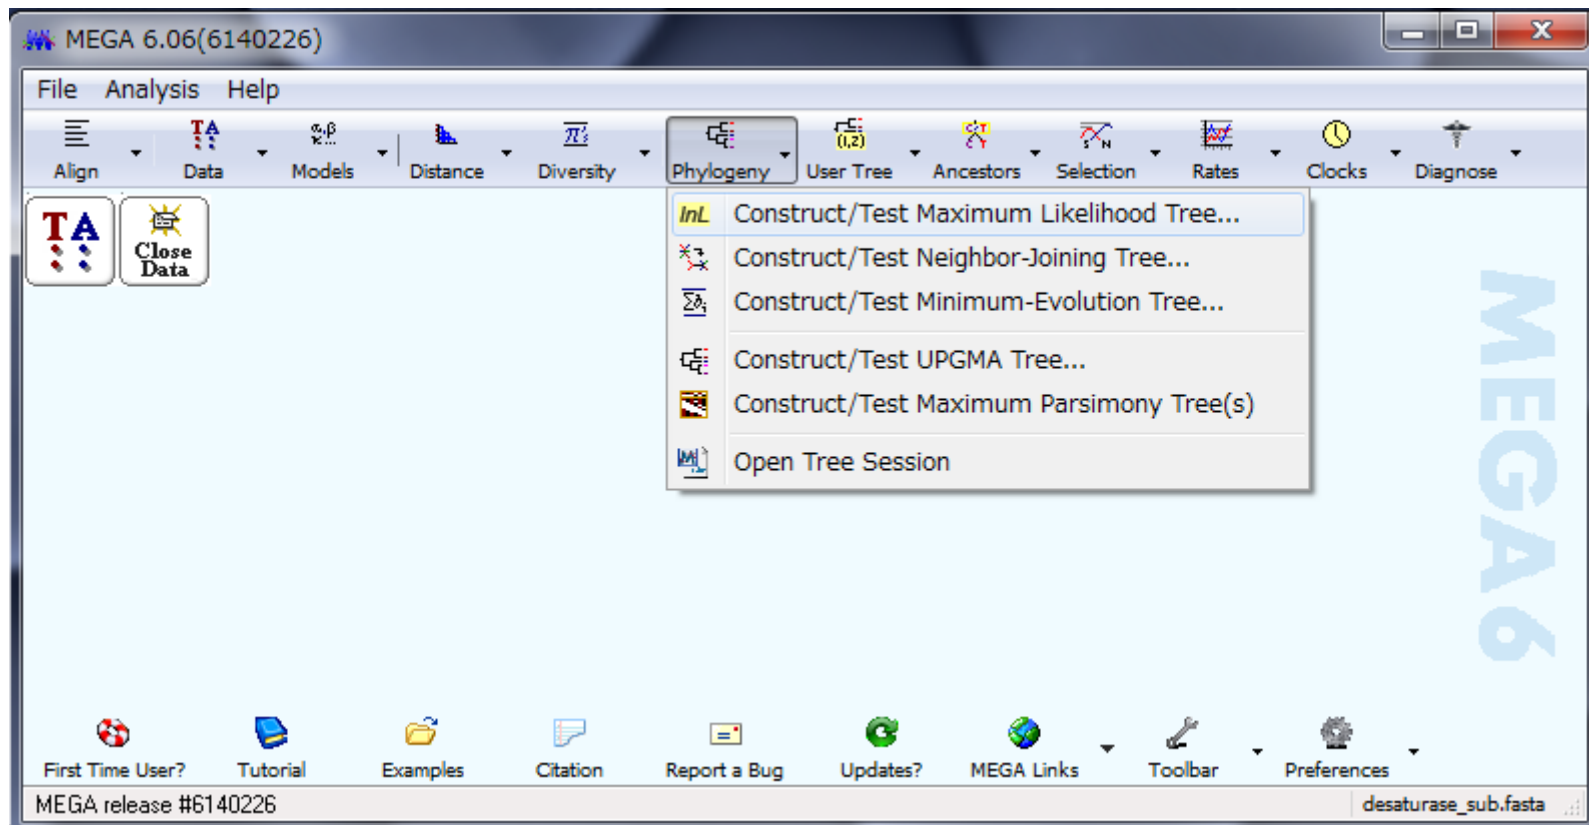 MEGA 6.06(6140226)
File Analysis Help
Align Data Models Distance Diversity Phylogeny User Tree Ancestors Selection Rates Clocks Diagnose
TA
Close Data
lnL Construct/Test Maximum Likelihood Tree...
Construct/Test Neighbor-Joining Tree...
Construct/Test Minimum-Evolution Tree...
Construct/Test UPGMA Tree...
Construct/Test Maximum Parsimony Tree(s)
Open Tree Session
MEGA6
First Time User? Tutorial Examples Citation Report a Bug Updates? MEGA Links Toolbar Preferences
MEGA release #6140226 desaturase_sub.fasta